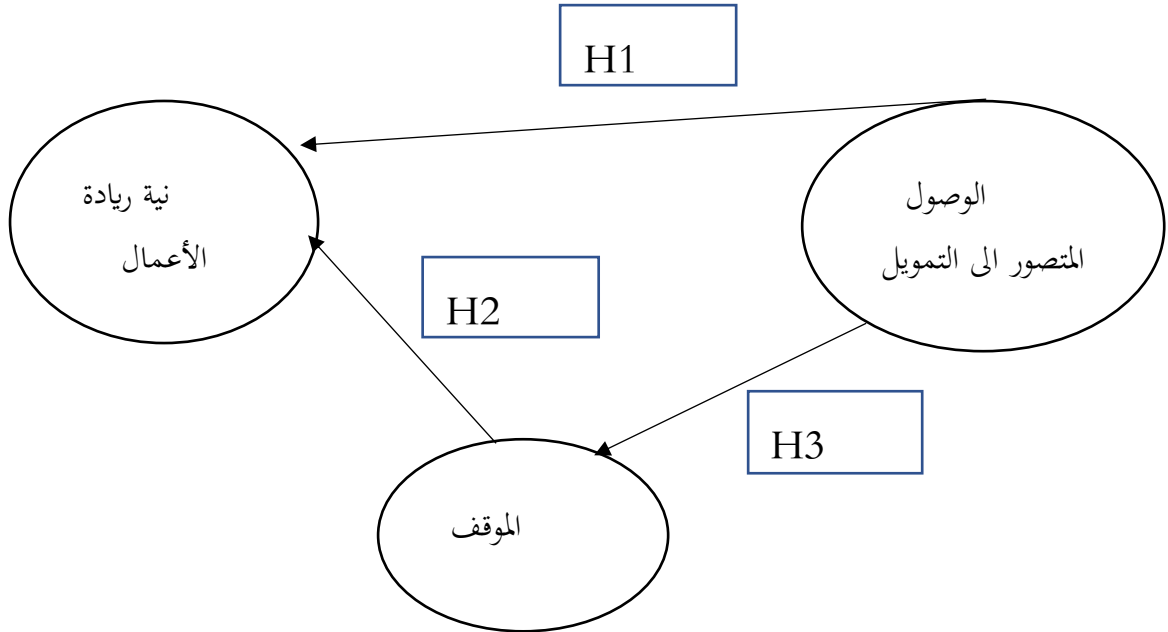 H1
الوصول
المتصور الى التمويل
نية ريادة
الأعمال
H2
H3
الموقف